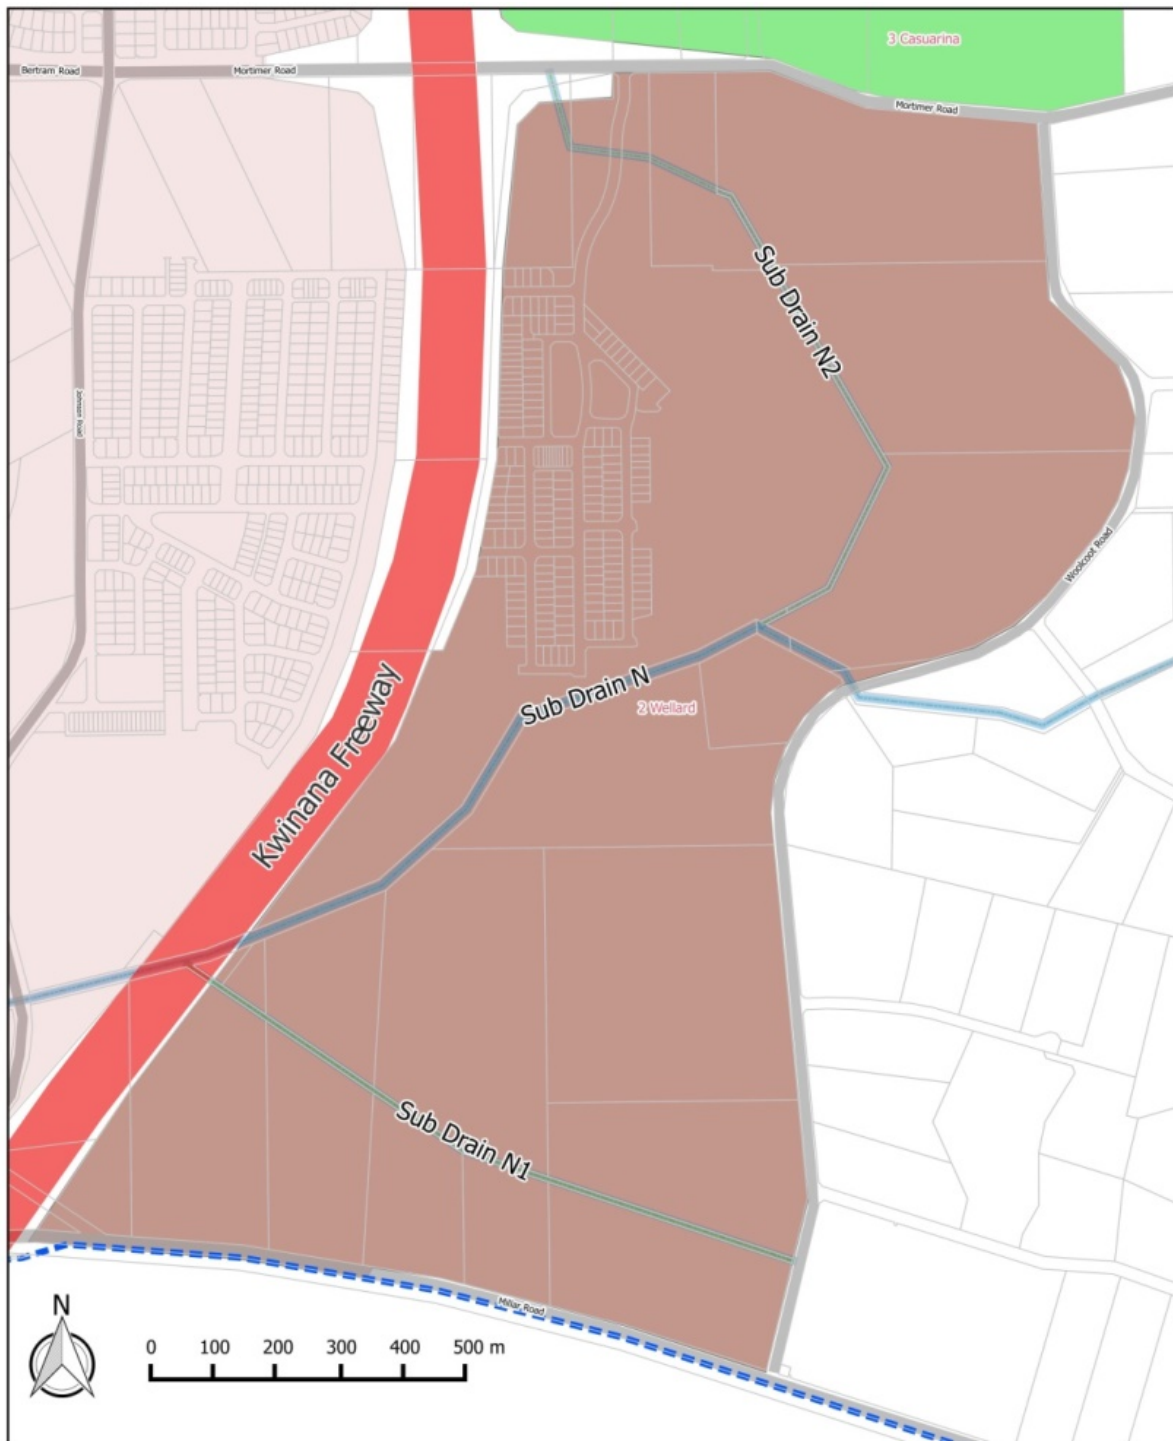 3 Casuarina
Bertram Road
Mortimer Road
Mortimer Road
Sub Drain N2
Johnson Road
Woolcoot Road
Kwinana Freeway
Sub Drain N
2 Wellard
Sub Drain N1
Millar Road
N
0 100 200 300 400 500 m